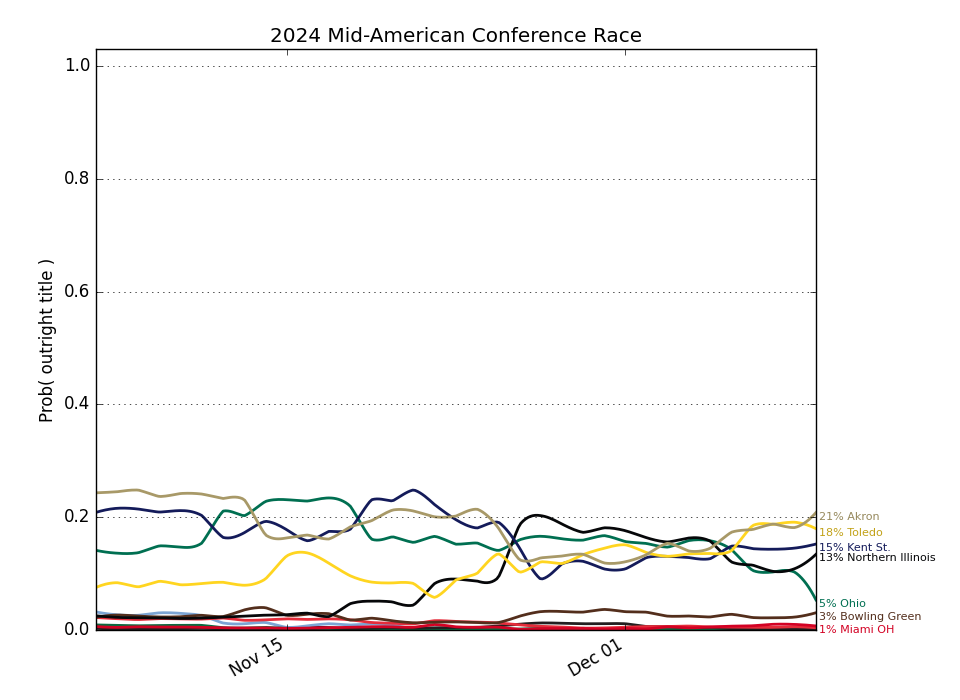 2024 Mid-American Conference Race
1.0
0.8
0.6
0.4
0.2
0.0
Prob( outright title )
Nov 15
Dec 01
21% Akron
18% Toledo
15% Kent St.
13% Northern Illinois
5% Ohio
3% Bowling Green
1% Miami OH